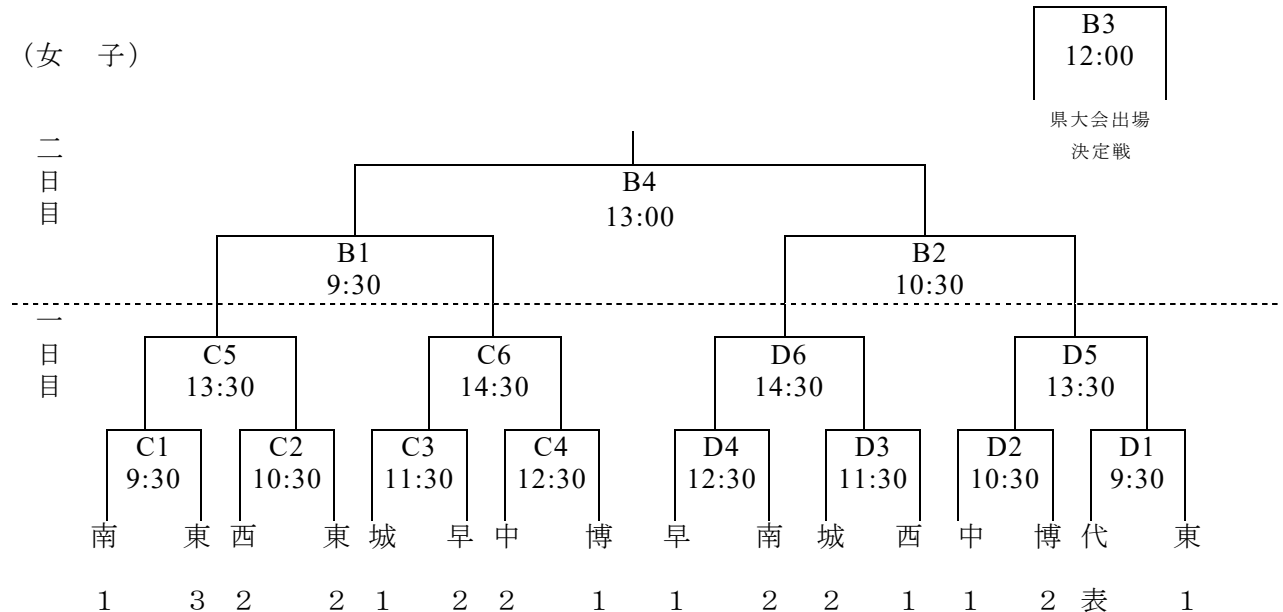 B3
12:00
(女 子)
県大会出場
決定戦
二日目
B4
13:00
B1 B2
9:30 10:30
一日目
C5 C6 D6 D5
13:30 14:30 14:30 13:30
C1 C2 C3 C4 D4 D3 D2 D1
9:30 10:30 11:30 12:30 12:30 11:30 10:30 9:30
南 東 西 東 城 早 中 博 早 南 城 西 中 博 代 東
1 3 2 2 1 2 2 1 1 2 2 1 1 2 表 1